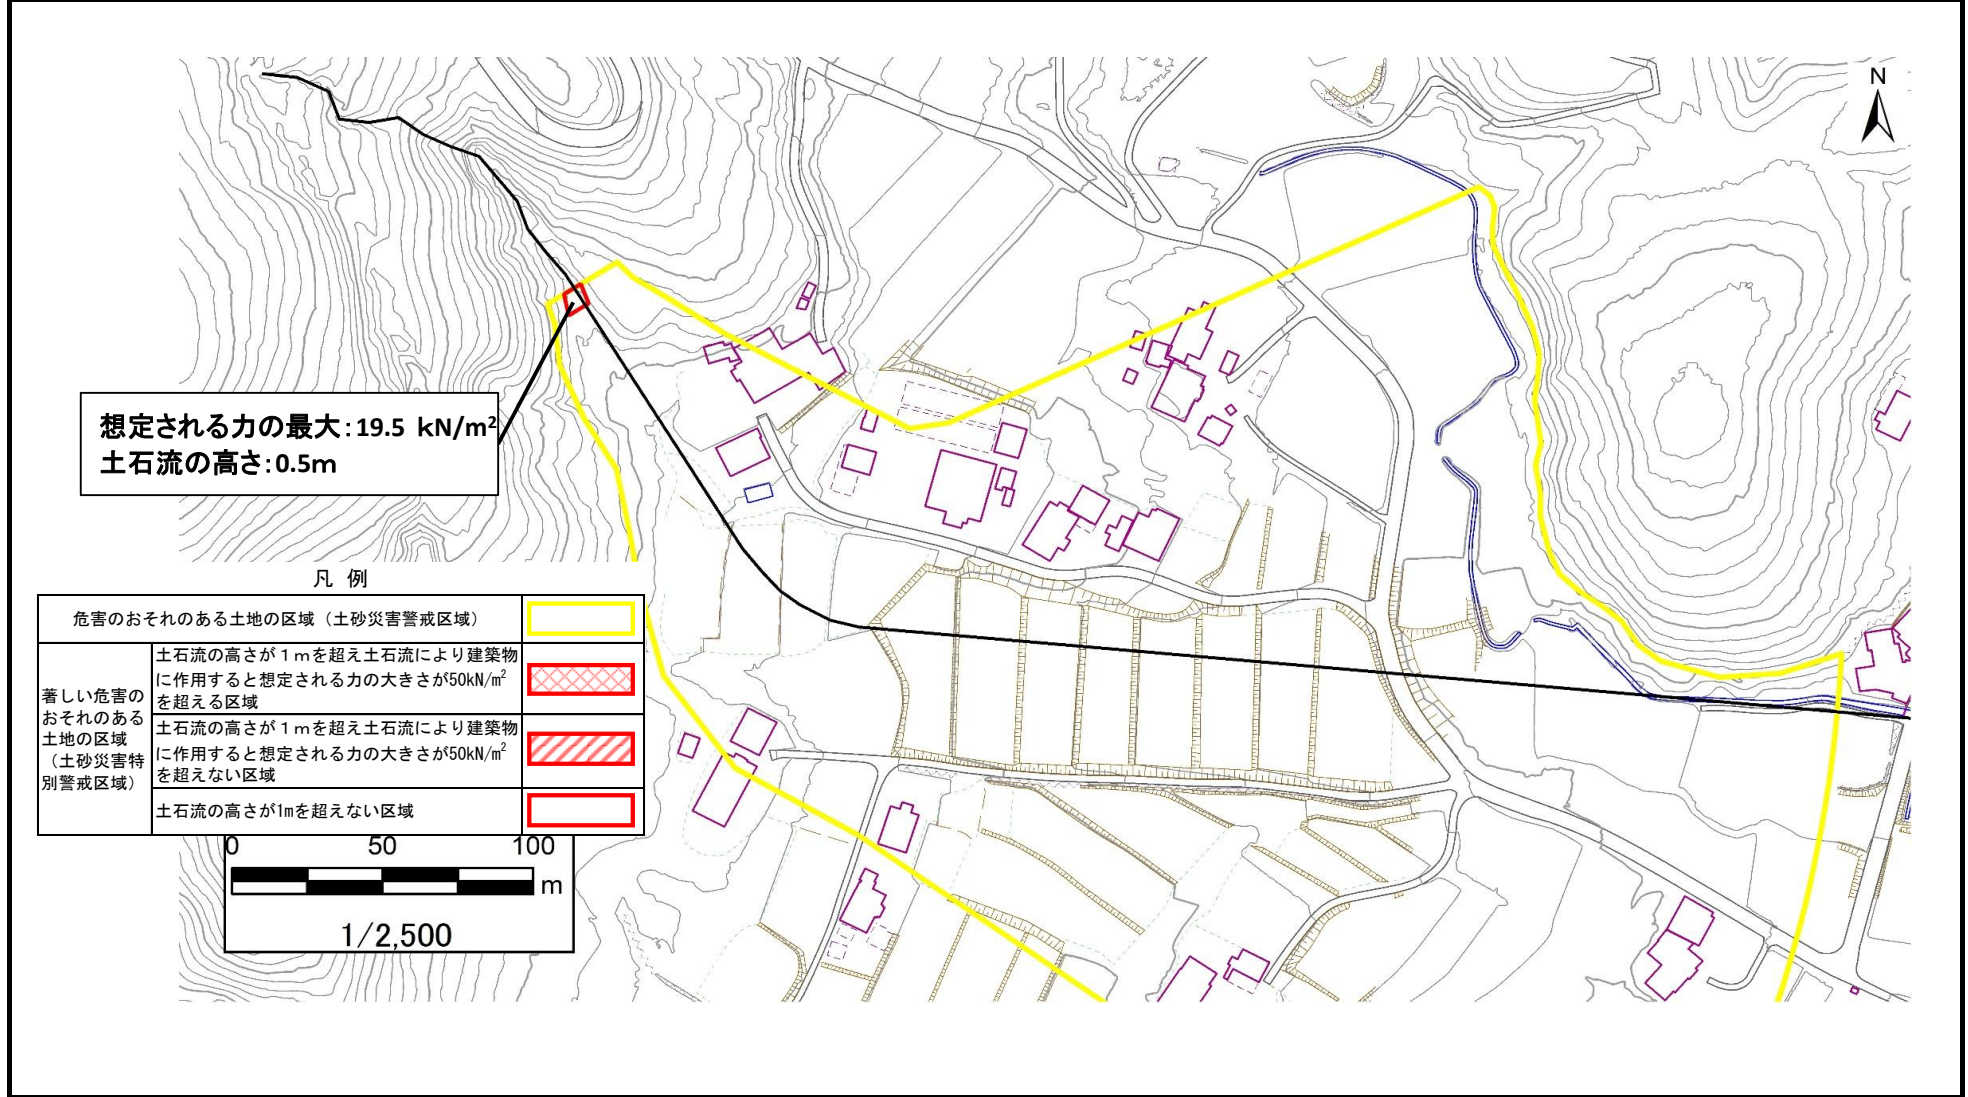 N
想定される力の最大:19.5 kN/m²
土石流の高さ:0.5m
凡 例
危害のおそれのある土地の区域（土砂災害警戒区域）
著しい危害の
おそれのある
土地の区域
（土砂災害特
別警戒区域）
土石流の高さが１ｍを超え土石流により建築物
に作用すると想定される力の大きさが50kN/㎡
を超える区域
土石流の高さが１ｍを超え土石流により建築物
に作用すると想定される力の大きさが50kN/㎡
を超えない区域
土石流の高さが1mを超えない区域
0 50 100
m
1/2,500